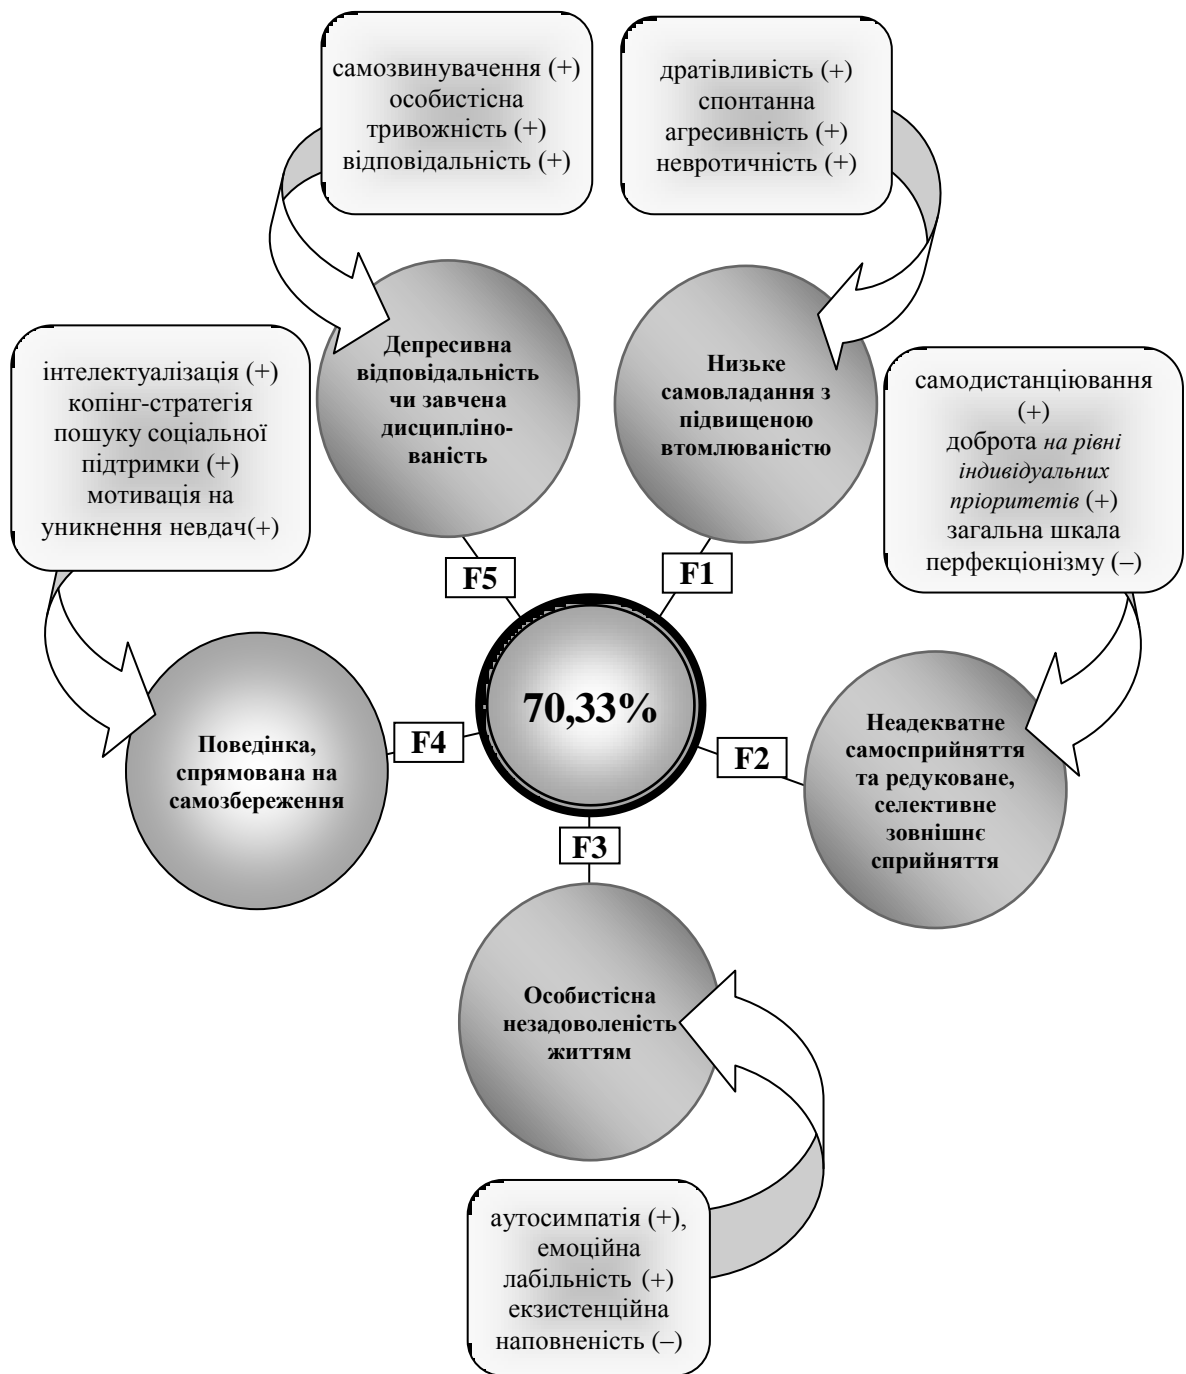 самозвинувачення (+)
особистісна
тривожність (+)
відповідальність (+)
дратівливість (+)
спонтанна
агресивність (+)
невротичність (+)
Депресивна
відповідальність
чи завчена
дисципліно-
ваність
Низьке
самовладання з
підвищеною
втомлюваністю
інтелектуалізація (+)
копінг-стратегія
пошуку соціальної
підтримки (+)
мотивація на
уникнення невдач(+)
самодистанціювання
(+)
доброта на рівні
індивідуальних
пріоритетів (+)
загальна шкала
перфекціонізму (–)
F5
F1
70,33%
F4
F2
F3
Поведінка,
спрямована на
самозбереження
Неадекватне
самосприйняття
та редуковане,
селективне
зовнішнє
сприйняття
Особистісна
незадоволеність
життям
аутосимпатія (+),
емоційна
лабільність (+)
екзистенційна
наповненість (–)